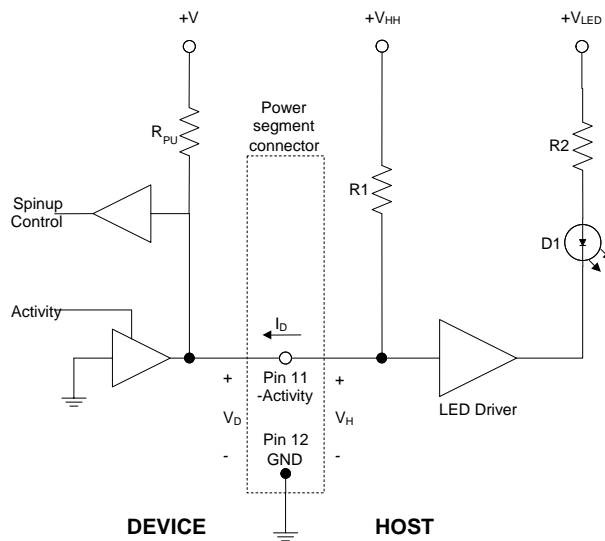 +V
+VHH
+VLED
Power
segment
connector
RPU
R2
R1
Spinup
Control
D1
Activity
ID
+
Pin 11
-Activity
+
LED Driver
VD
VH
Pin 12
GND
-
-
DEVICE
HOST